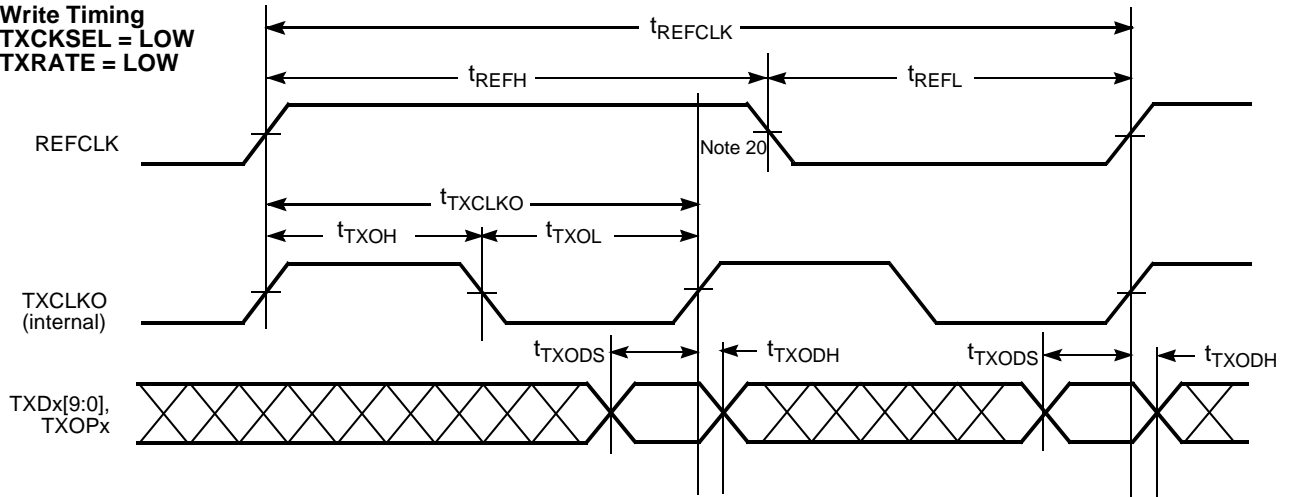 Write Timing
TXCKSEL = LOW
TXRATE = LOW
tREFCLK
tREFH
tREFL
REFCLK
Note 20
tTXCLKO
tTXOH
tTXOL
TXCLKO
(internal)
tTXODS
tTXODH
tTXODS
tTXODH
TXDx[9:0],
TXOPx